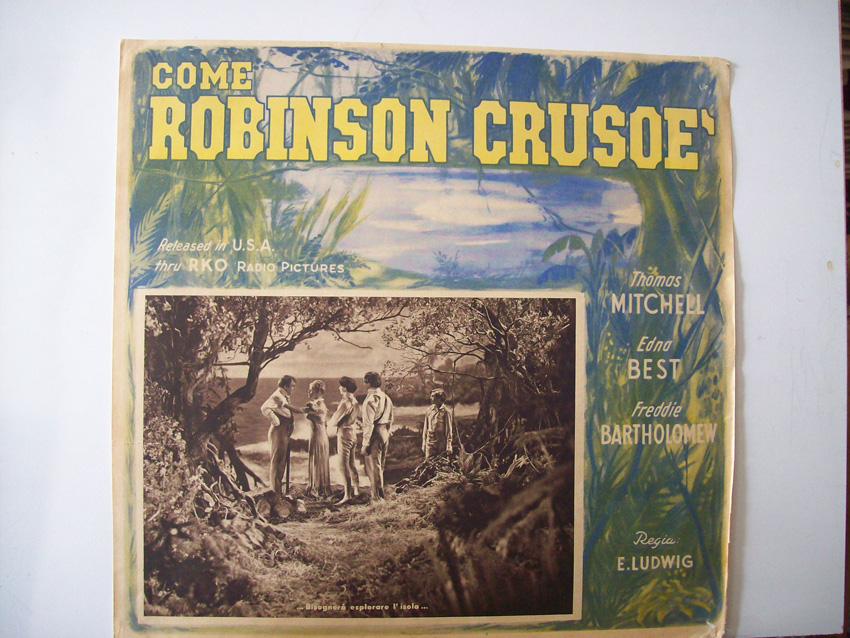 COME
ROBINSON CRUSOE'
Released in U.S.A.
thru RKO RADIO PICTURES
Thomas
MITCHELL
Edna
BEST
Freddie
BARTHOLOMEW
Regia:
E.LUDWIG
... Bisognerà esplorare l'isola ...